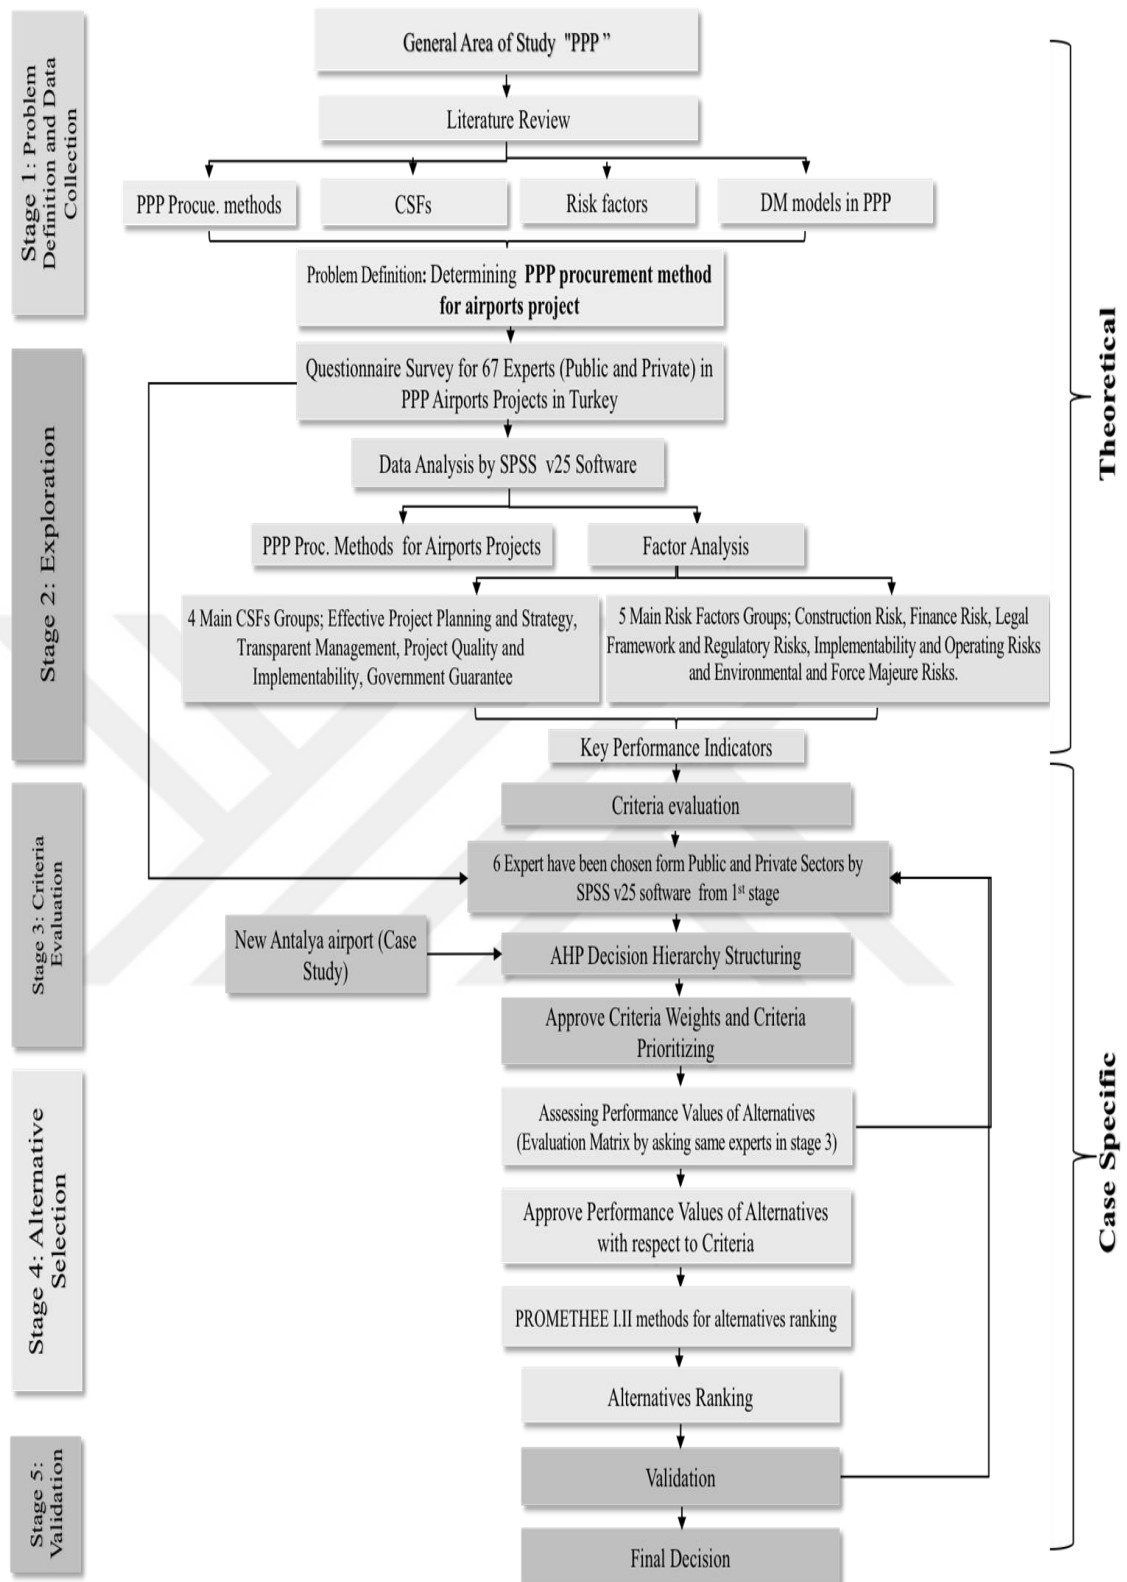 Stage 1: Problem
Definition and Data
Collection
General Area of Study "PPP ”
Literature Review
PPP Procue. methods
CSFs
Risk factors
DM models in PPP
Problem Definition: Determining PPP procurement method
for airports project
Stage 2: Exploration
Questionnaire Survey for 67 Experts (Public and Private) in
PPP Airports Projects in Turkey
Data Analysis by SPSS v25 Software
PPP Proc. Methods for Airports Projects
Factor Analysis
4 Main CSFs Groups; Effective Project Planning and Strategy,
Transparent Management, Project Quality and
Implementability, Government Guarantee
5 Main Risk Factors Groups; Construction Risk, Finance Risk, Legal
Framework and Regulatory Risks, Implementability and Operating Risks
and Environmental and Force Majeure Risks.
Key Performance Indicators
Theoretical
Stage 3: Criteria
Evaluation
Criteria evaluation
6 Expert have been chosen form Public and Private Sectors by
SPSS v25 software from 1st stage
New Antalya airport (Case
Study)
AHP Decision Hierarchy Structuring
Approve Criteria Weights and Criteria
Prioritizing
Stage 4: Alternative
Selection
Assessing Performance Values of Alternatives
(Evaluation Matrix by asking same experts in stage 3)
Approve Performance Values of Alternatives
with respect to Criteria
PROMETHEE I.II methods for alternatives ranking
Alternatives Ranking
Case Specific
Stage 5:
Validation
Validation
Final Decision